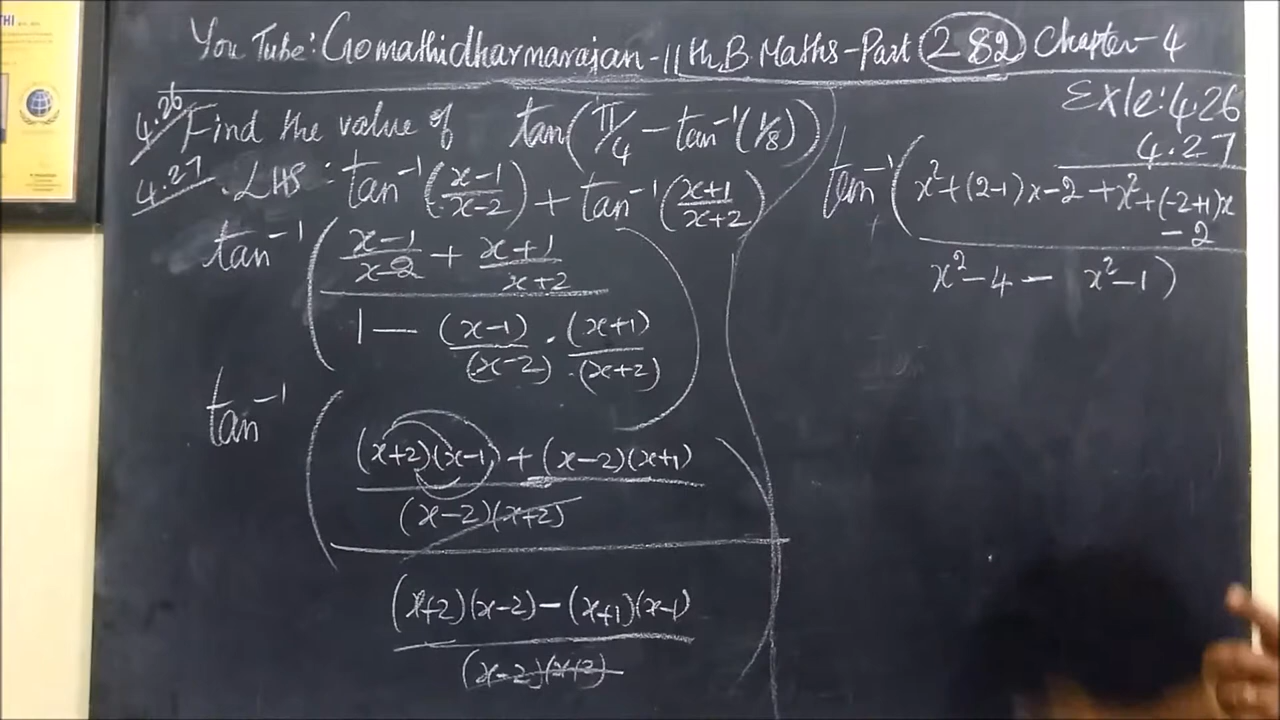 THI
You Tube: Gomathidharmarajan - 11th B. Maths - Part 282 Chapter - 4
4.26 Find the value of tan(π/4 - tan⁻¹(1/8))
4.27 . LHS : tan⁻¹((x-1)/(x-2)) + tan⁻¹((x+1)/(x+2))
tan⁻¹( (x-1)/(x-2) + (x+1)/(x+2)
1 - (x-1)/(x-2) . (x+1)/(x+2) )
tan⁻¹( (x+2)(x-1) + (x-2)(x+1)
(x-2)(x+2)
(x+2)(x-2) - (x+1)(x-1)
(x-2)(x+2) )
Ex/e: 4.26
4.27
tan⁻¹( x²+(2-1)x-2 + x²+(-2+1)x
-2
x²-4 - x²-1 )